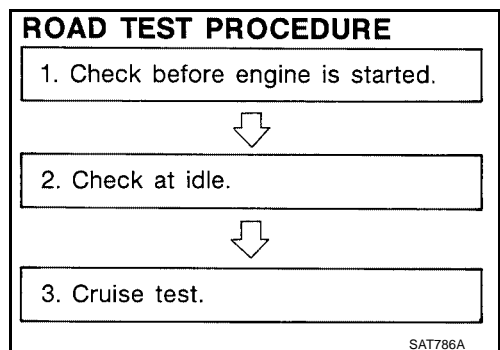 ROAD TEST PROCEDURE
1. Check before engine is started.
2. Check at idle.
3. Cruise test.
SAT786A